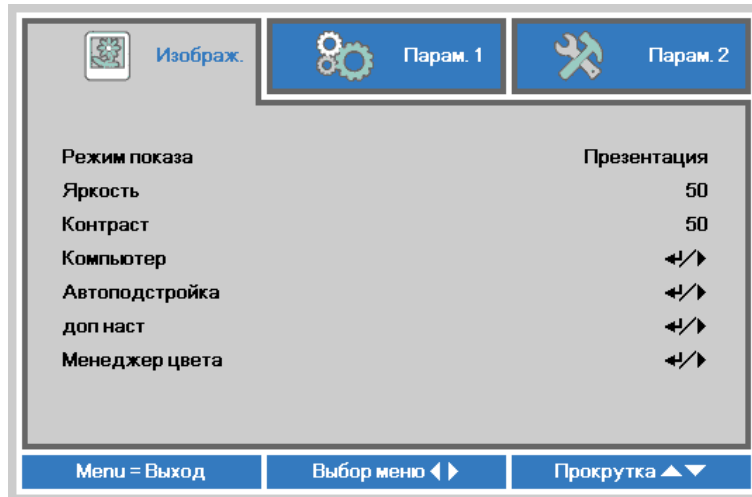 Изображ. Парам. 1 Парам. 2
Режим показа Презентация
Яркость 50
Контраст 50
Компьютер
Автоподстройка
доп наст
Менеджер цвета
Menu = Выход Выбор меню Прокрутка